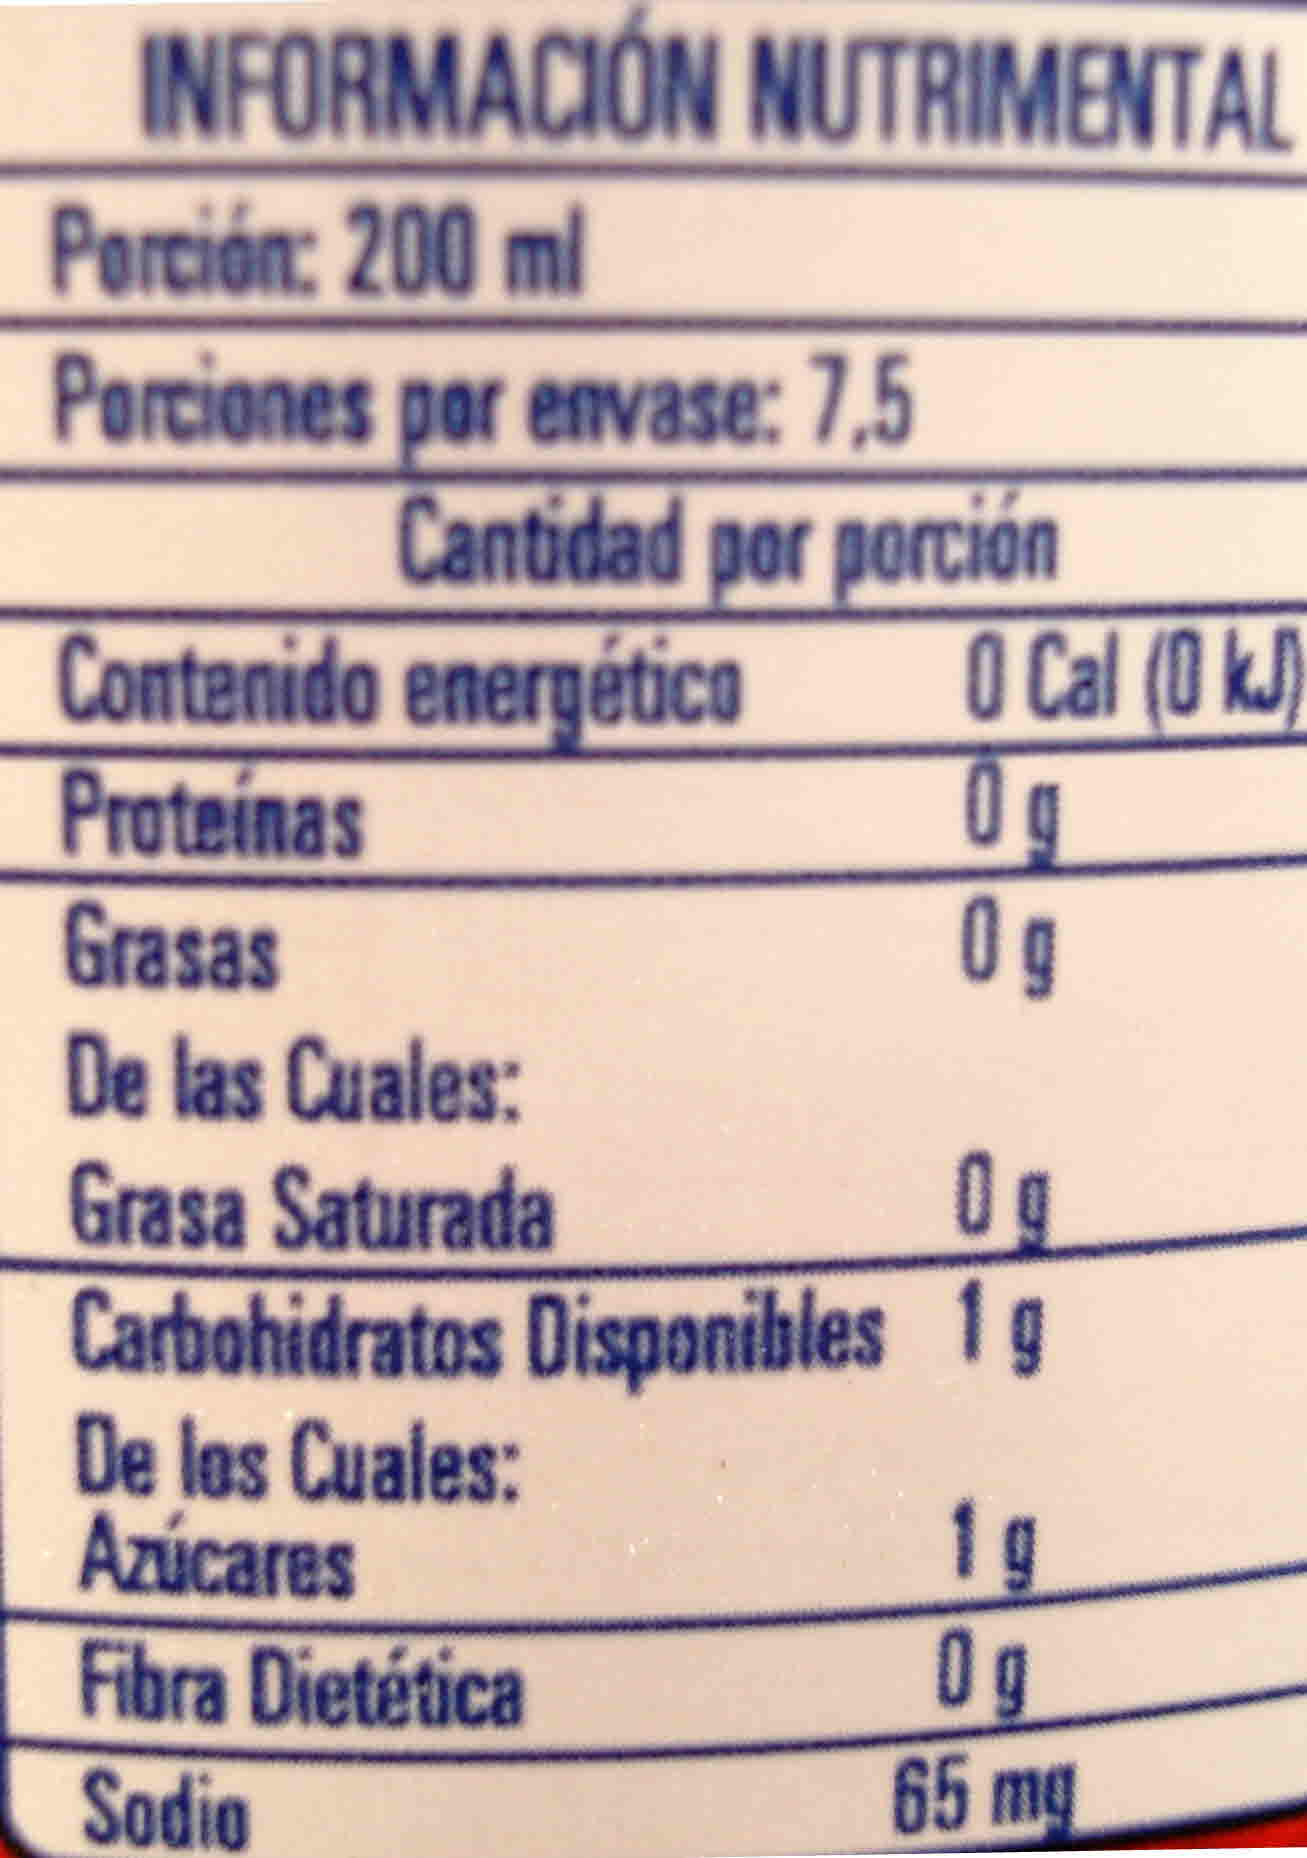 INFORMACIÓN NUTRIMENTAL
Porción: 200 ml
Porciones por envase: 7,5
Cantidad por porción
Contenido energético 0 Cal (0 kJ)
Proteínas 0 g
Grasas 0 g
De las Cuales:
Grasa Saturada 0 g
Carbohidratos Disponibles 1 g
De los Cuales:
Azúcares 1 g
Fibra Dietética 0 g
Sodio 65 mg